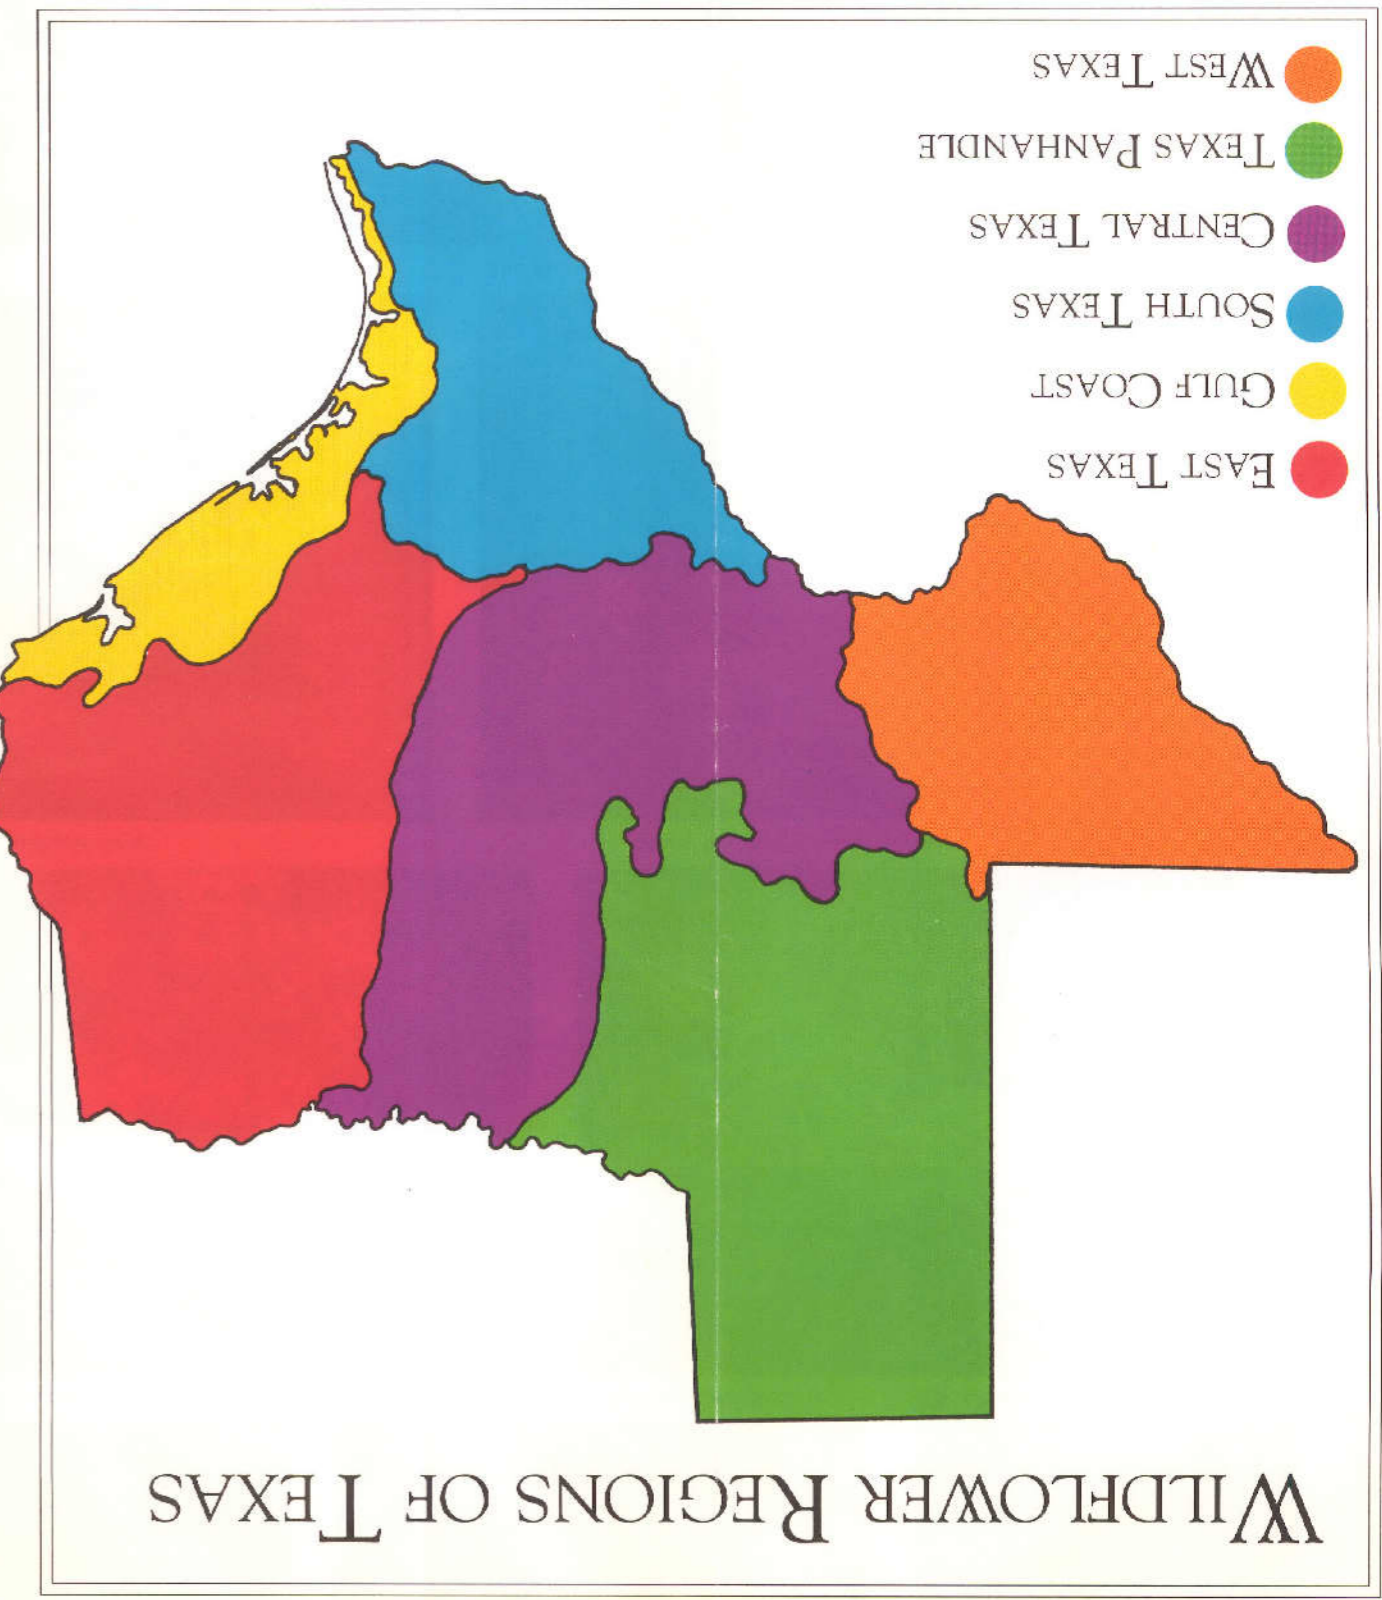 WILDFLOWER REGIONS OF TEXAS
EAST TEXAS
GULF COAST
SOUTH TEXAS
CENTRAL TEXAS
TEXAS PANHANDLE
WEST TEXAS